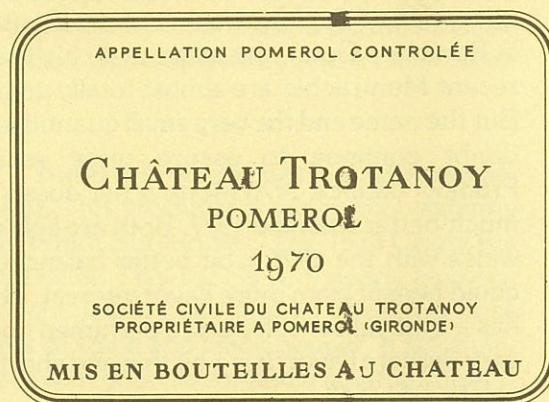 APPELLATION POMEROL CONTROLÉE
CHÂTEAU TROTANOY
POMEROL
1970
SOCIÉTÉ CIVILE DU CHATEAU TROTANOY
PROPRIÉTAIRE A POMEROL (GIRONDE)
MIS EN BOUTEILLES AU CHATEAU